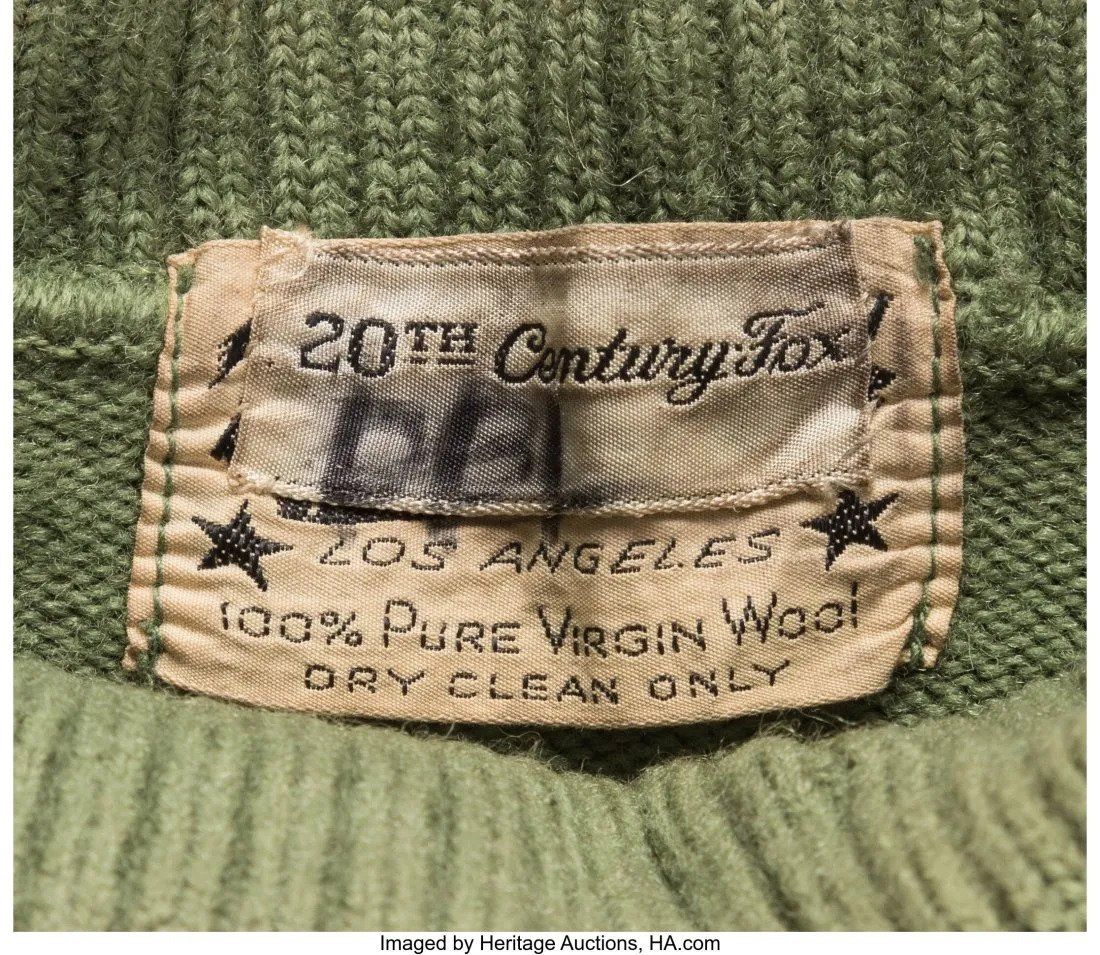 20TH Century-Fox
LOS ANGELES
100% PURE VIRGIN WOOL
DRY CLEAN ONLY
Imaged by Heritage Auctions, HA.com